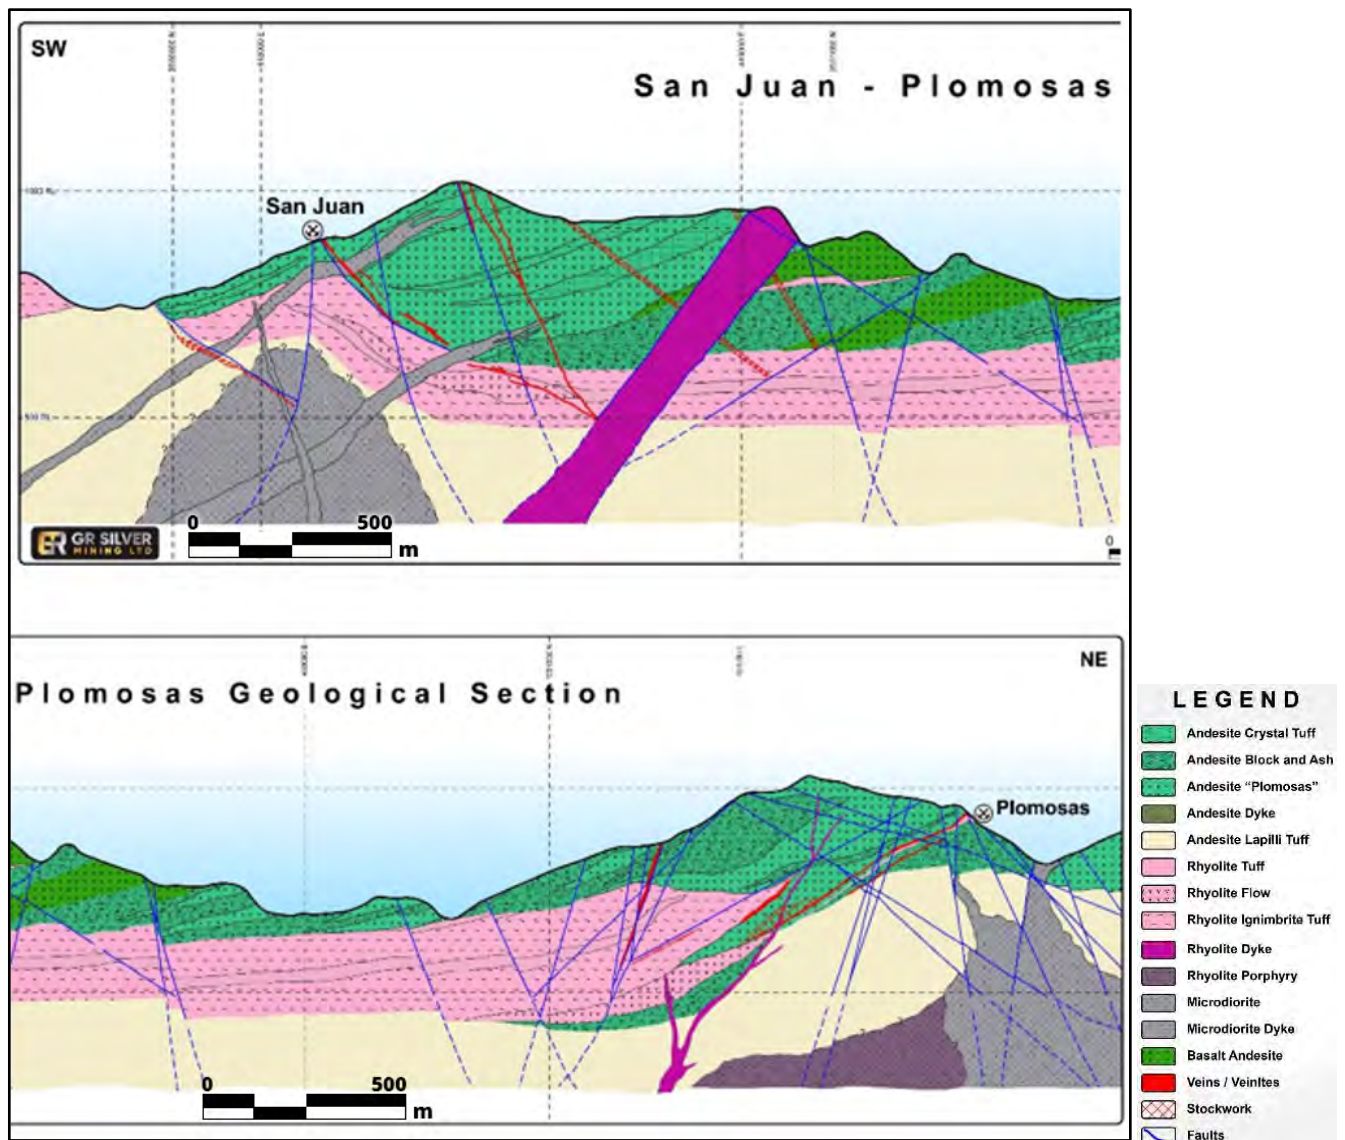 SW
San Juan - Plomosas
San Juan
GR SILVER
MINING LTD
0 500
m
0
NE
Plomosas Geological Section
Plomosas
0 500
m
LEGEND
Andesite Crystal Tuff
Andesite Block and Ash
Andesite "Plomosas"
Andesite Dyke
Andesite Lapilli Tuff
Rhyolite Tuff
Rhyolite Flow
Rhyolite Ignimbrite Tuff
Rhyolite Dyke
Rhyolite Porphyry
Microdiorite
Microdiorite Dyke
Basalt Andesite
Veins / Veinltes
Stockwork
Faults